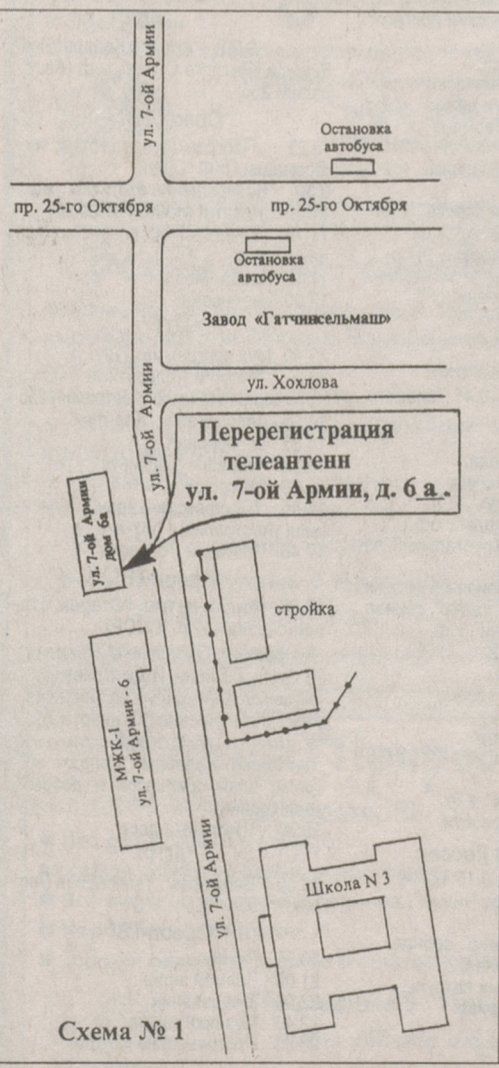 ул. 7-ой Армии
Остановка
автобуса
пр. 25-го Октября
пр. 25-го Октября
Остановка
автобуса
Завод «Гатчинсельмаш»
ул. Хохлова
ул. 7-ой Армии
Перерегистрация
телеантенн
ул. 7-ой Армии, д. 6а.
ул. 7-ой Армии
дом 6а
стройка
МЖК-1
ул. 7-ой Армии - 6
ул. 7-ой Армии
Школа N 3
Схема № 1